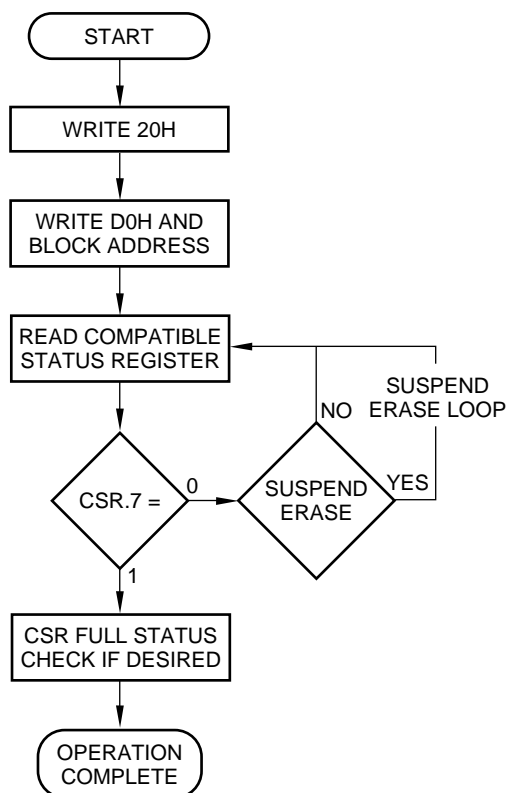 START
WRITE 20H
WRITE D0H AND
BLOCK ADDRESS
READ COMPATIBLE
STATUS REGISTER
SUSPEND
ERASE LOOP
NO
CSR.7 =
0
SUSPEND
ERASE
YES
1
CSR FULL STATUS
CHECK IF DESIRED
OPERATION
COMPLETE